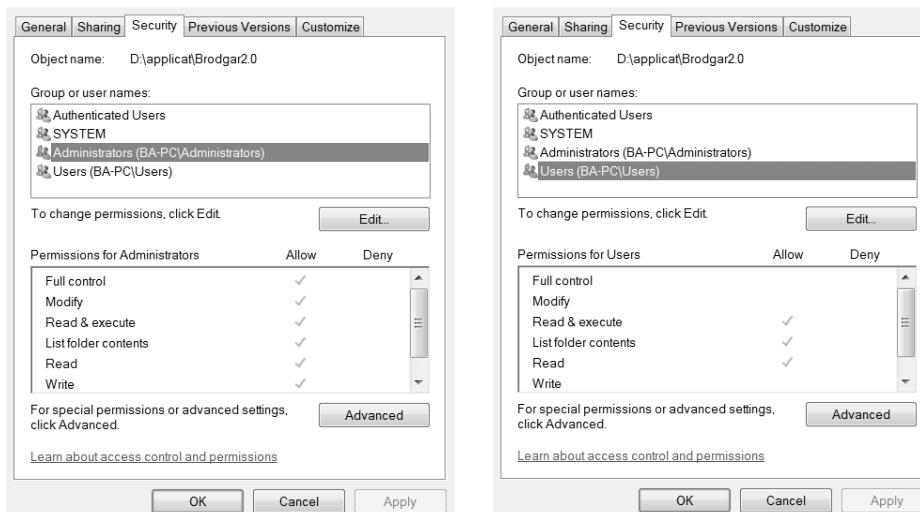 General Sharing Security Previous Versions Customize
Object name: D:\applicat\Brodgar2.0
Group or user names:
Authenticated Users
SYSTEM
Administrators (BA-PC\Administrators)
Users (BA-PC\Users)
To change permissions, click Edit.
Edit...
Permissions for Administrators Allow Deny
Full control
Modify
Read & execute
List folder contents
Read
Write
For special permissions or advanced settings,
click Advanced.
Advanced
Learn about access control and permissions
OK Cancel Apply
General Sharing Security Previous Versions Customize
Object name: D:\applicat\Brodgar2.0
Group or user names:
Authenticated Users
SYSTEM
Administrators (BA-PC\Administrators)
Users (BA-PC\Users)
To change permissions, click Edit.
Edit...
Permissions for Users Allow Deny
Full control
Modify
Read & execute
List folder contents
Read
Write
For special permissions or advanced settings,
click Advanced.
Advanced
Learn about access control and permissions
OK Cancel Apply